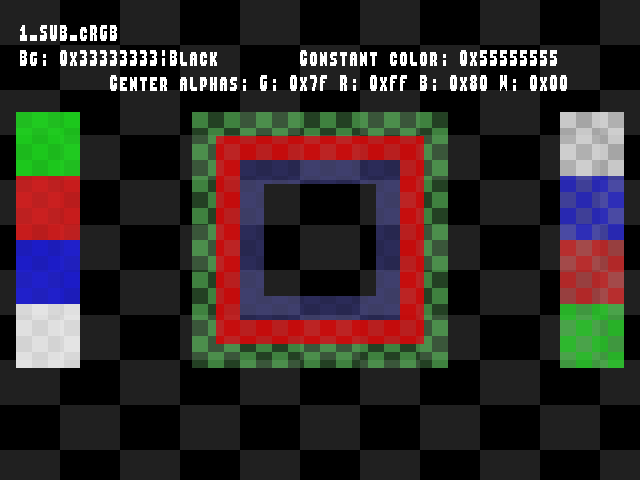 1_SUB_cRGB
Bg: 0x33333333¦Black Constant color: 0x55555555
Center alphas: G: 0x7f R: 0xff B: 0x80 W: 0x00